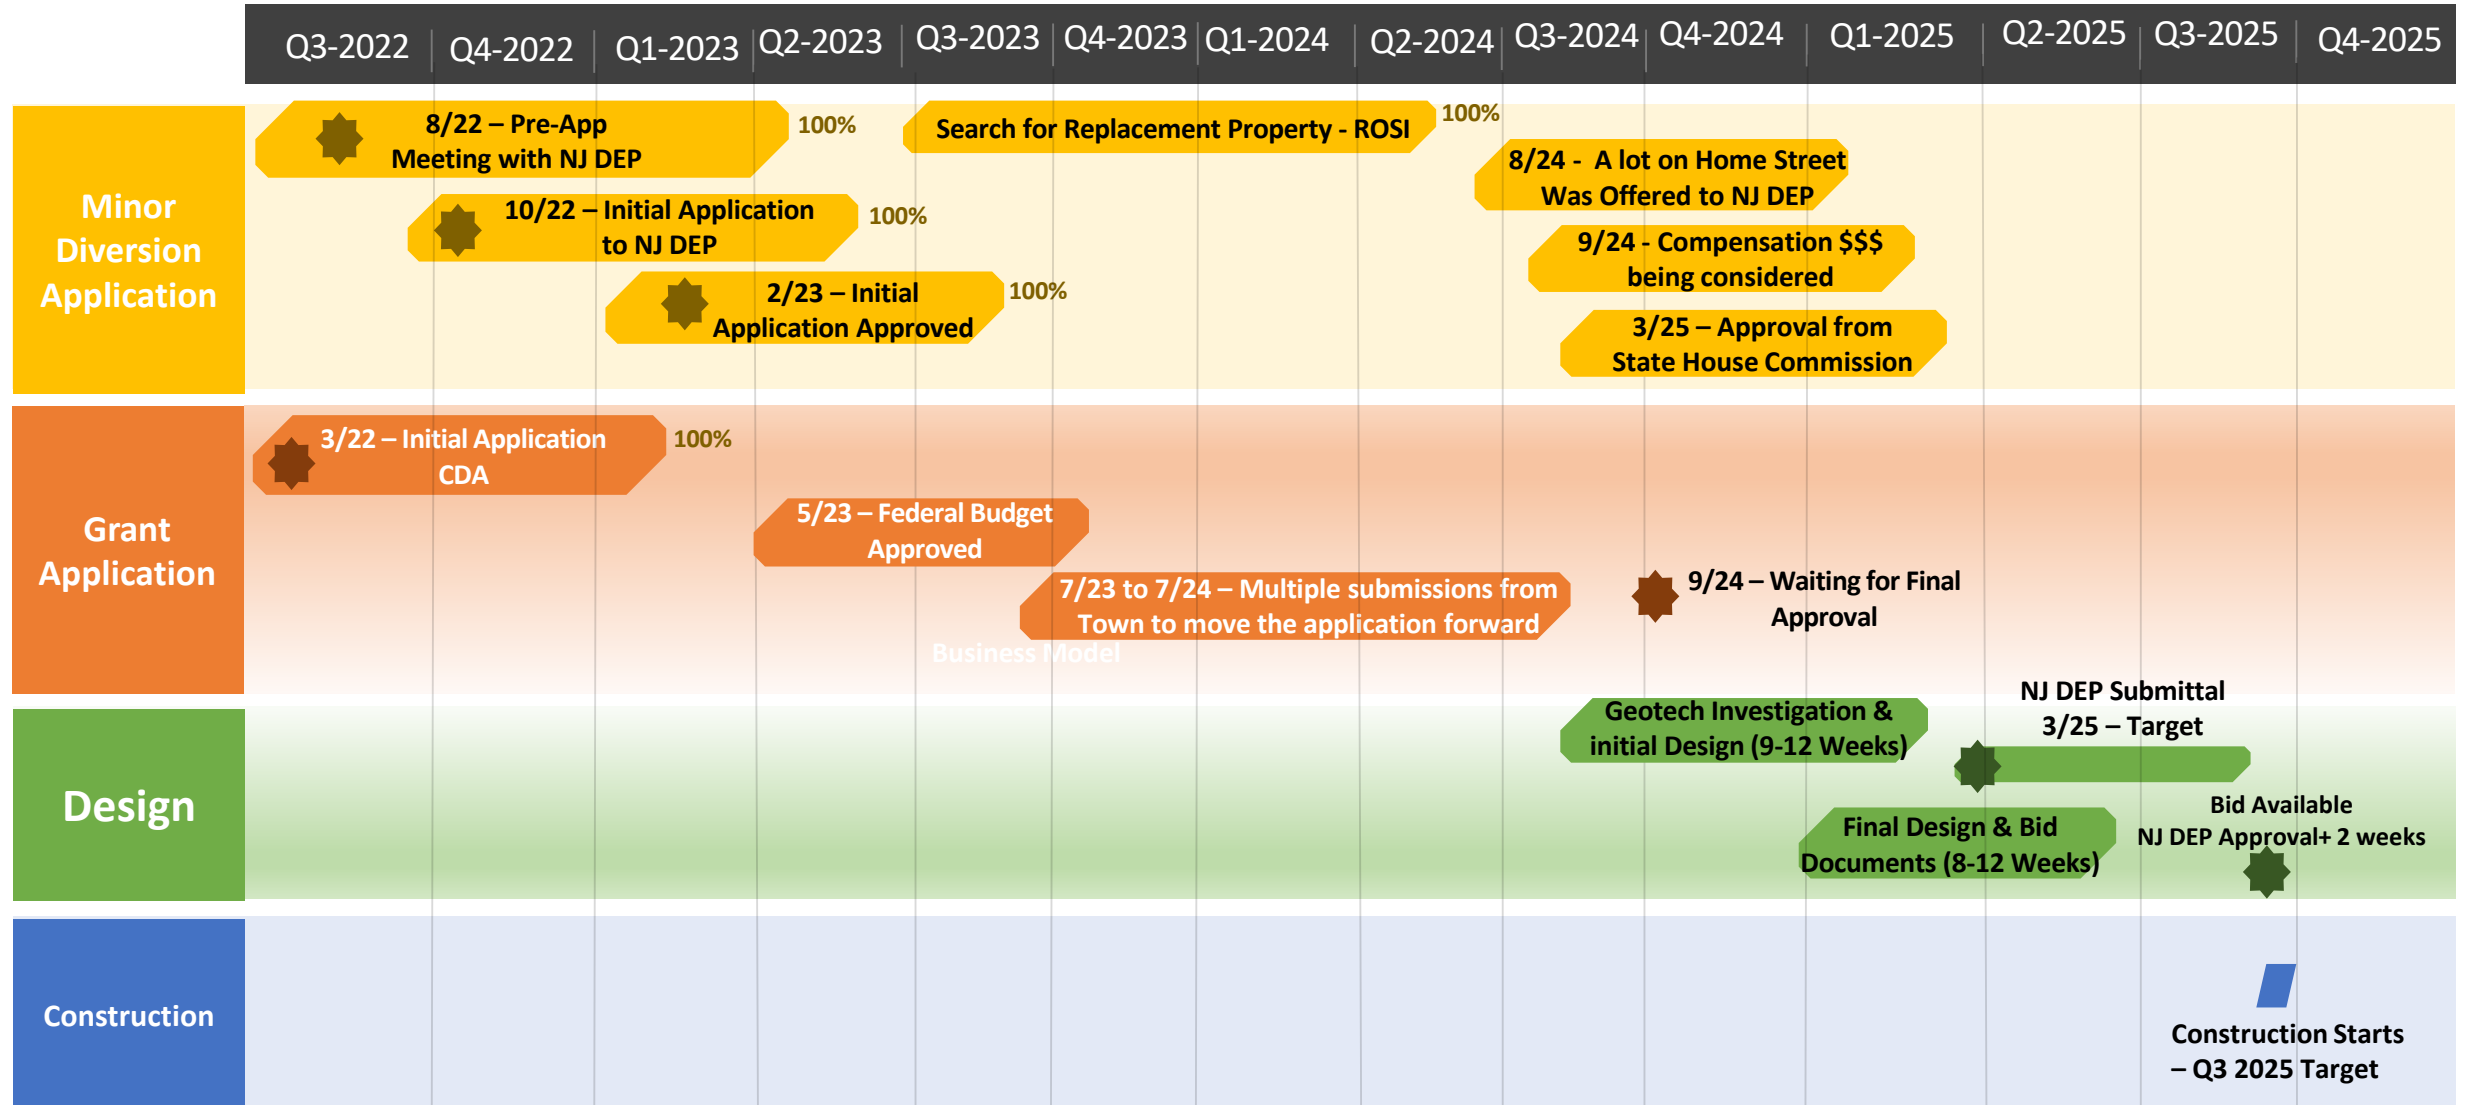 Q3-2022
Q4-2022
Q1-2023
Q2-2023
Q3-2023
Q4-2023
Q1-2024
Q2-2024
Q3-2024
Q4-2024
Q1-2025
Q2-2025
Q3-2025
Q4-2025
Minor
Diversion
Application
8/22 – Pre-App
Meeting with NJ DEP
100%
10/22 – Initial Application
to NJ DEP
100%
2/23 – Initial
Application Approved
100%
Search for Replacement Property - ROSI
100%
8/24 - A lot on Home Street
Was Offered to NJ DEP
9/24 - Compensation $$$
being considered
3/25 – Approval from
State House Commission
Grant
Application
3/22 – Initial Application
CDA
100%
5/23 – Federal Budget
Approved
7/23 to 7/24 – Multiple submissions from
Town to move the application forward
Business Model
9/24 – Waiting for Final
Approval
Design
Geotech Investigation &
initial Design (9-12 Weeks)
NJ DEP Submittal
3/25 – Target
Final Design & Bid
Documents (8-12 Weeks)
Bid Available
NJ DEP Approval+ 2 weeks
Construction
Construction Starts
– Q3 2025 Target